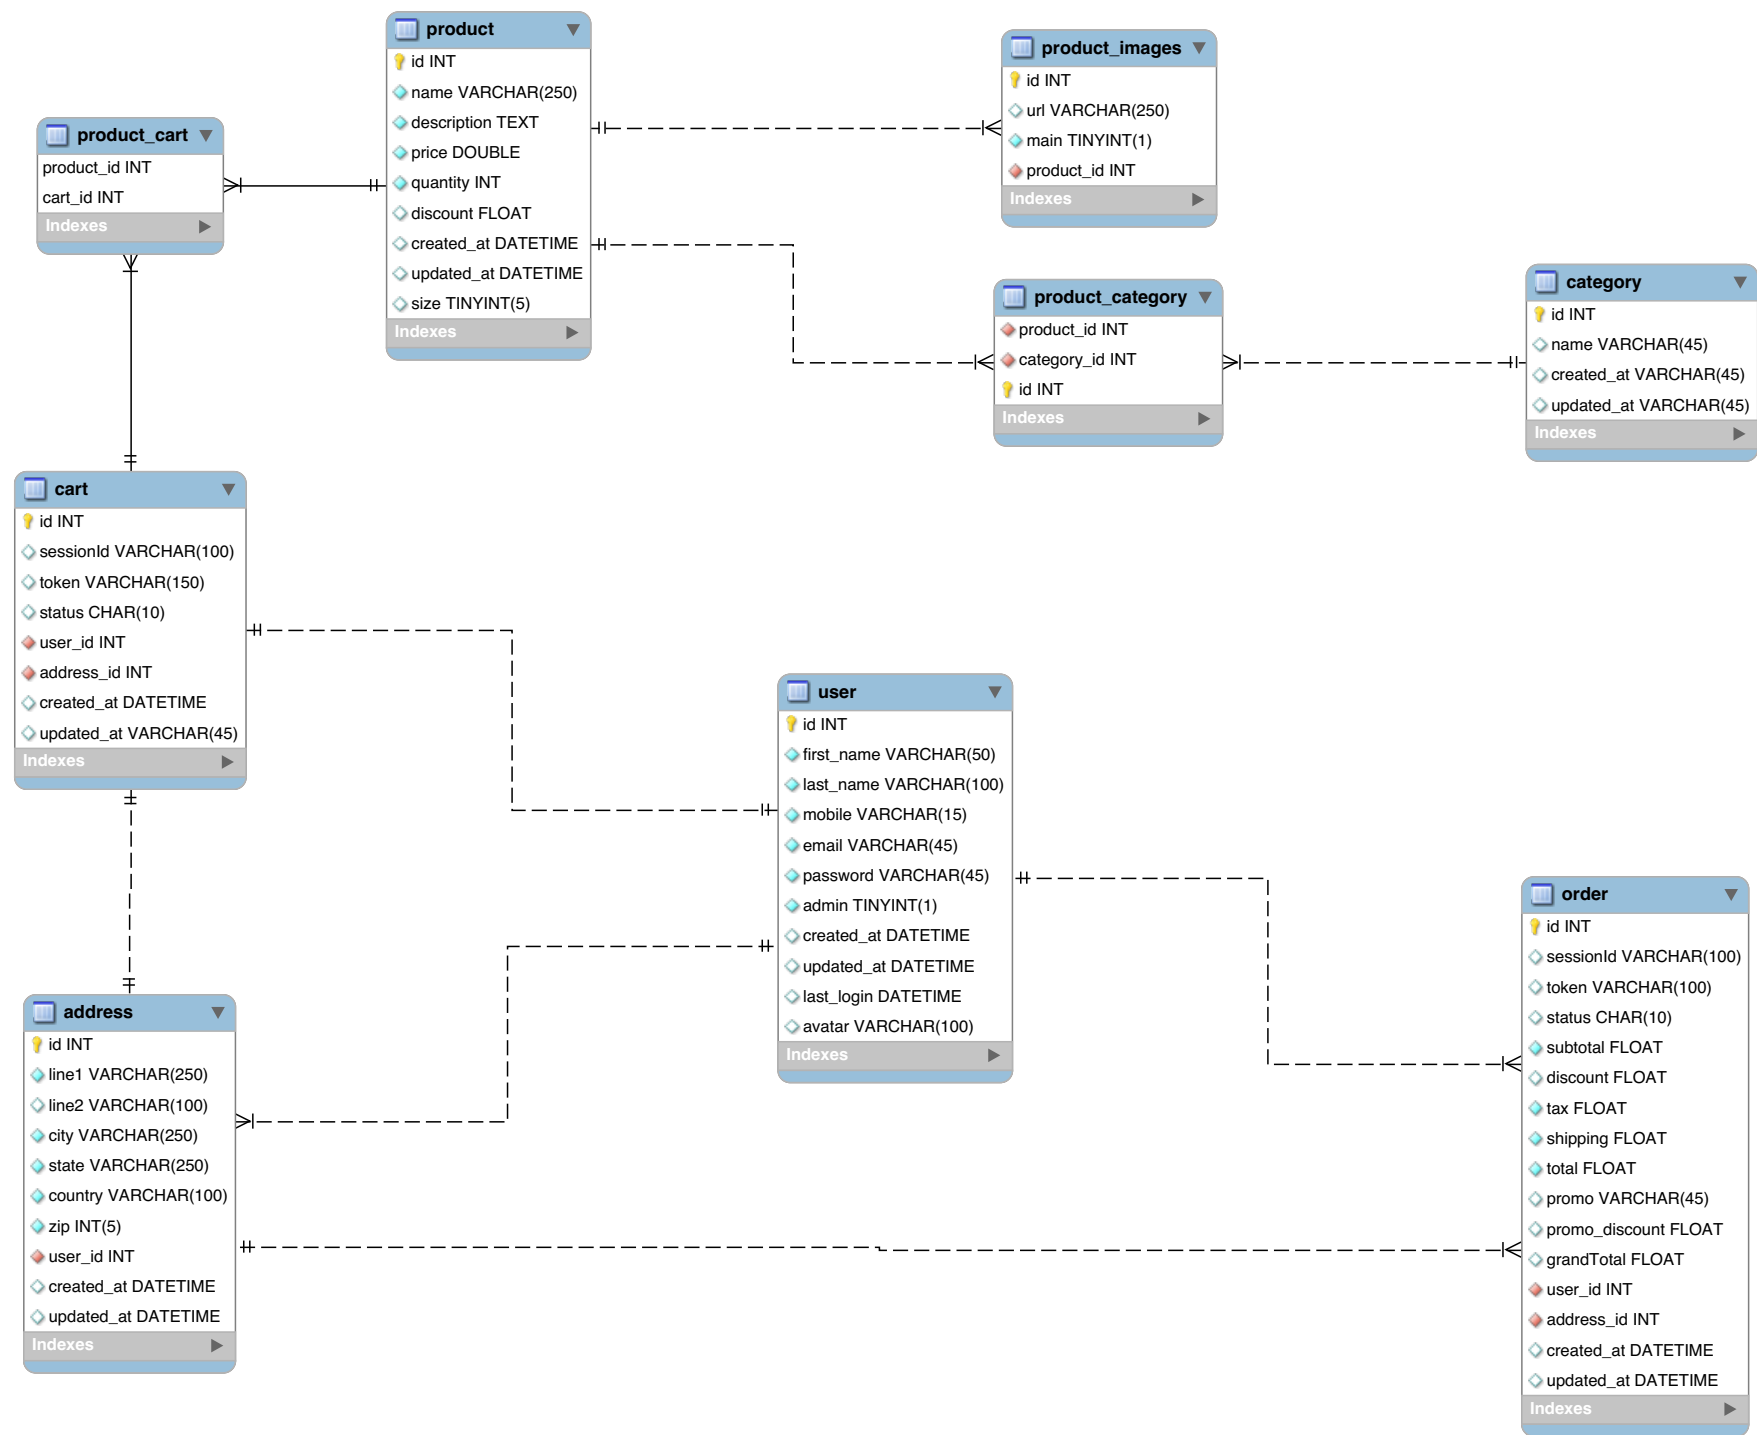 product
id INT
name VARCHAR(250)
description TEXT
price DOUBLE
quantity INT
discount FLOAT
created_at DATETIME
updated_at DATETIME
size TINYINT(5)
Indexes
product_images
id INT
url VARCHAR(250)
main TINYINT(1)
product_id INT
Indexes
product_cart
product_id INT
cart_id INT
Indexes
product_category
product_id INT
category_id INT
id INT
Indexes
category
id INT
name VARCHAR(45)
created_at VARCHAR(45)
updated_at VARCHAR(45)
Indexes
cart
id INT
sessionId VARCHAR(100)
token VARCHAR(150)
status CHAR(10)
user_id INT
address_id INT
created_at DATETIME
updated_at VARCHAR(45)
Indexes
user
id INT
first_name VARCHAR(50)
last_name VARCHAR(100)
mobile VARCHAR(15)
email VARCHAR(45)
password VARCHAR(45)
admin TINYINT(1)
created_at DATETIME
updated_at DATETIME
last_login DATETIME
avatar VARCHAR(100)
Indexes
order
id INT
sessionId VARCHAR(100)
token VARCHAR(100)
status CHAR(10)
subtotal FLOAT
discount FLOAT
tax FLOAT
shipping FLOAT
total FLOAT
promo VARCHAR(45)
promo_discount FLOAT
grandTotal FLOAT
user_id INT
address_id INT
created_at DATETIME
updated_at DATETIME
Indexes
address
id INT
line1 VARCHAR(250)
line2 VARCHAR(100)
city VARCHAR(250)
state VARCHAR(250)
country VARCHAR(100)
zip INT(5)
user_id INT
created_at DATETIME
updated_at DATETIME
Indexes